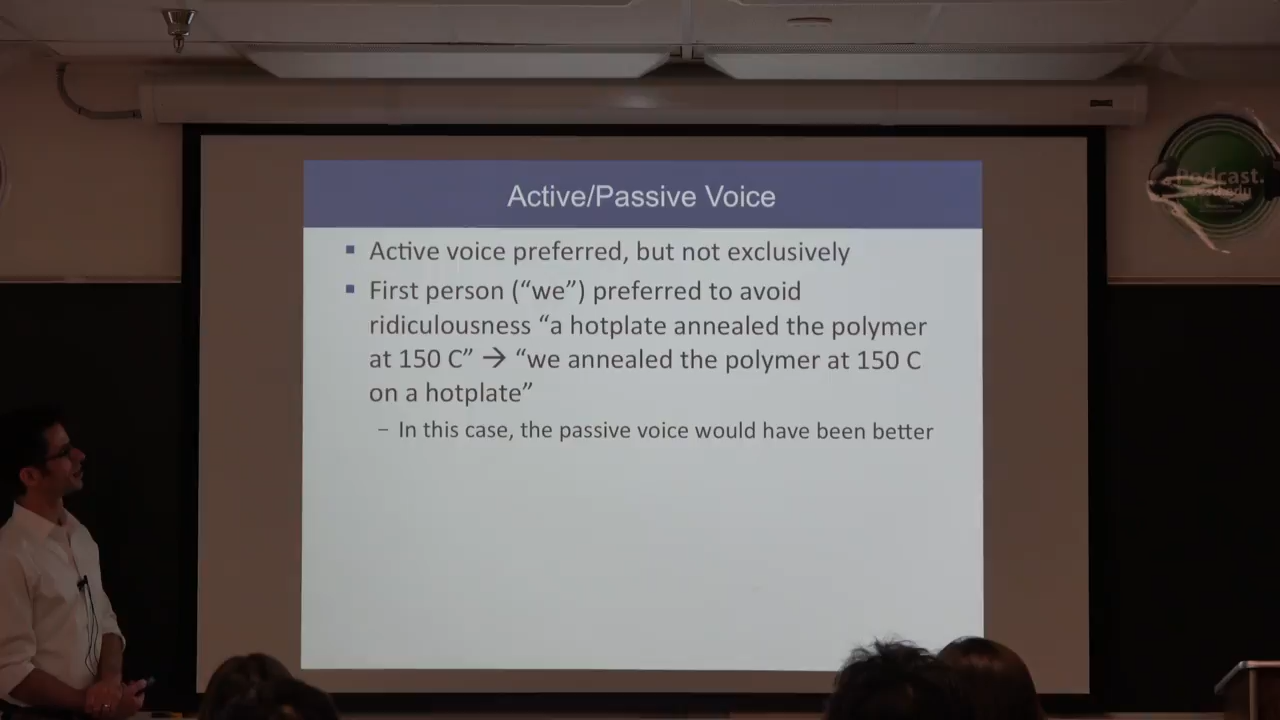 Active/Passive Voice
▪ Active voice preferred, but not exclusively
▪ First person (“we”) preferred to avoid
ridiculousness “a hotplate annealed the polymer
at 150 C” → “we annealed the polymer at 150 C
on a hotplate”
– In this case, the passive voice would have been better
Podcast.